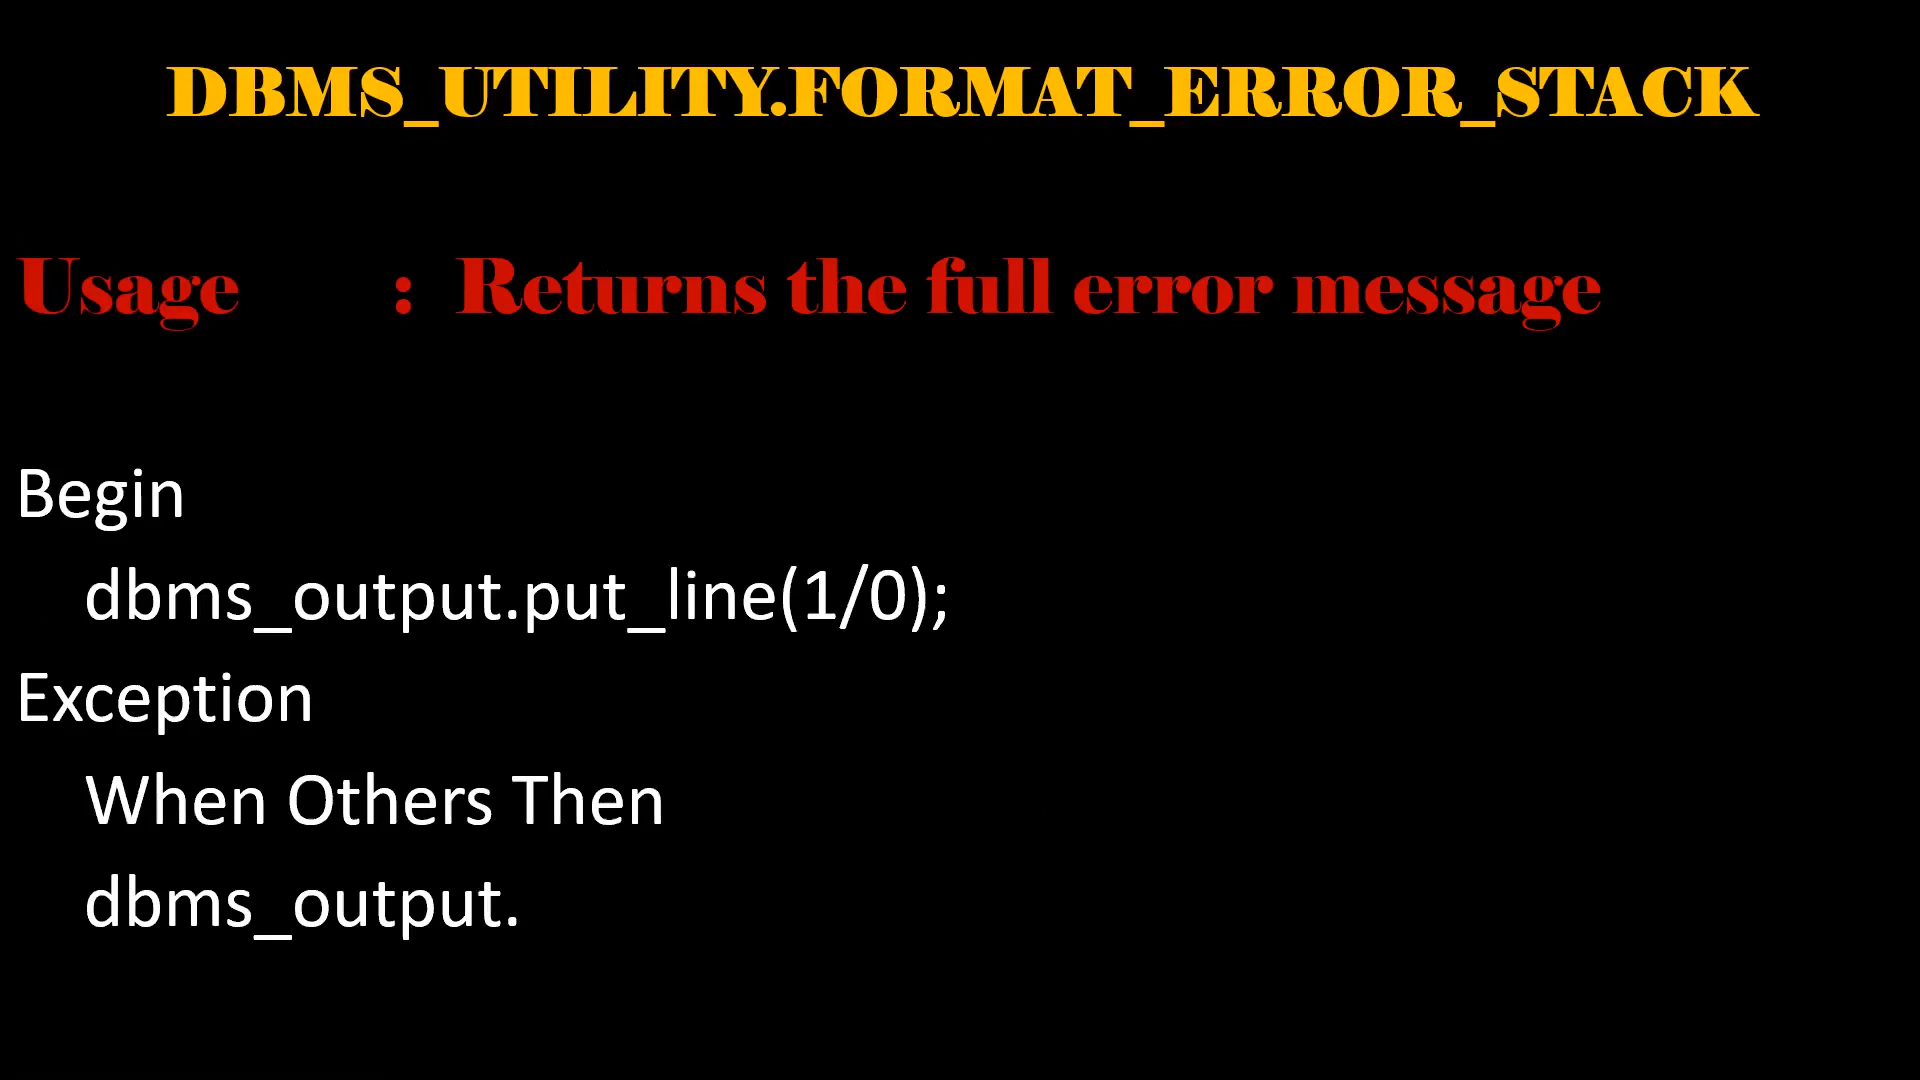 DBMS_UTILITY.FORMAT_ERROR_STACK
Usage : Returns the full error message
Begin
dbms_output.put_line(1/0);
Exception
When Others Then
dbms_output.